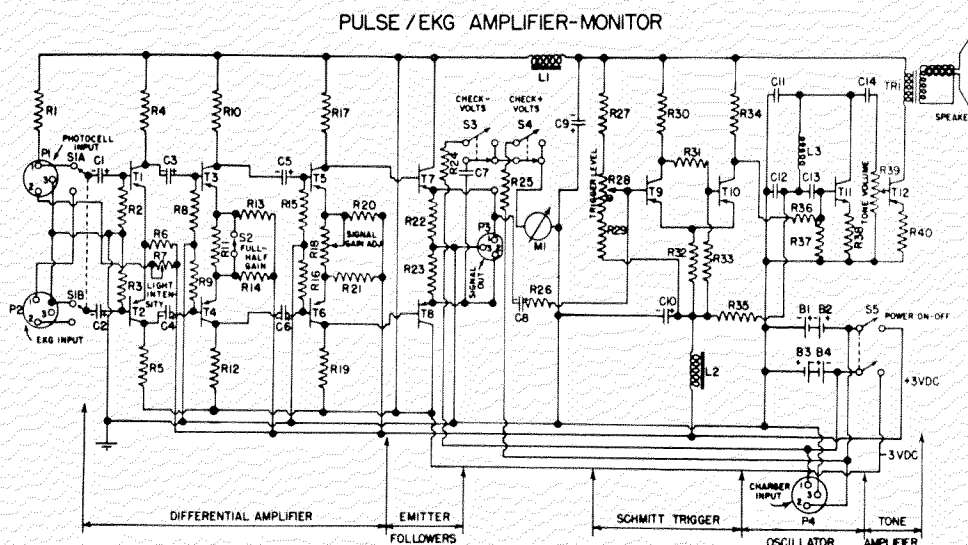 PULSE/EKG AMPLIFIER-MONITOR
L1
C11
C14
TR1
SPEAKE
R1
R4
R10
R17
CHECK-
VOLTS
CHECK+
VOLTS
S3
S4
C9
R27
R30
R34
PHOTOCELL
INPUT
S1A
P1
C1
C3
C5
R24
C7
R25
R31
L3
T1
T3
T5
T7
R28
TRIGGER LEVEL
T9
T10
C12
C13
T11
R39
T12
TONE VOLUME
R2
R8
R13
R15
R20
R22
P3
M1
R29
R36
R38
R40
R6
R7
R11
S2
FULL-
HALF
GAIN
R18
SIGNAL
GAIN ADJ
R23
SIGNAL
OUT
R32
R33
R37
LIGHT
INTEN-
SITY
R3
R9
R14
R16
R21
R26
C8
C10
R35
P2
S1B
C2
T2
C4
T4
C6
T6
T8
B1
B2
S5
POWER ON-OFF
EKG INPUT
R5
R12
R19
L2
B3
B4
+3VDC
-3VDC
CHARGER
INPUT
P4
DIFFERENTIAL AMPLIFIER
EMITTER
FOLLOWERS
SCHMITT TRIGGER
OSCILLATOR
TONE
AMPLIFIER